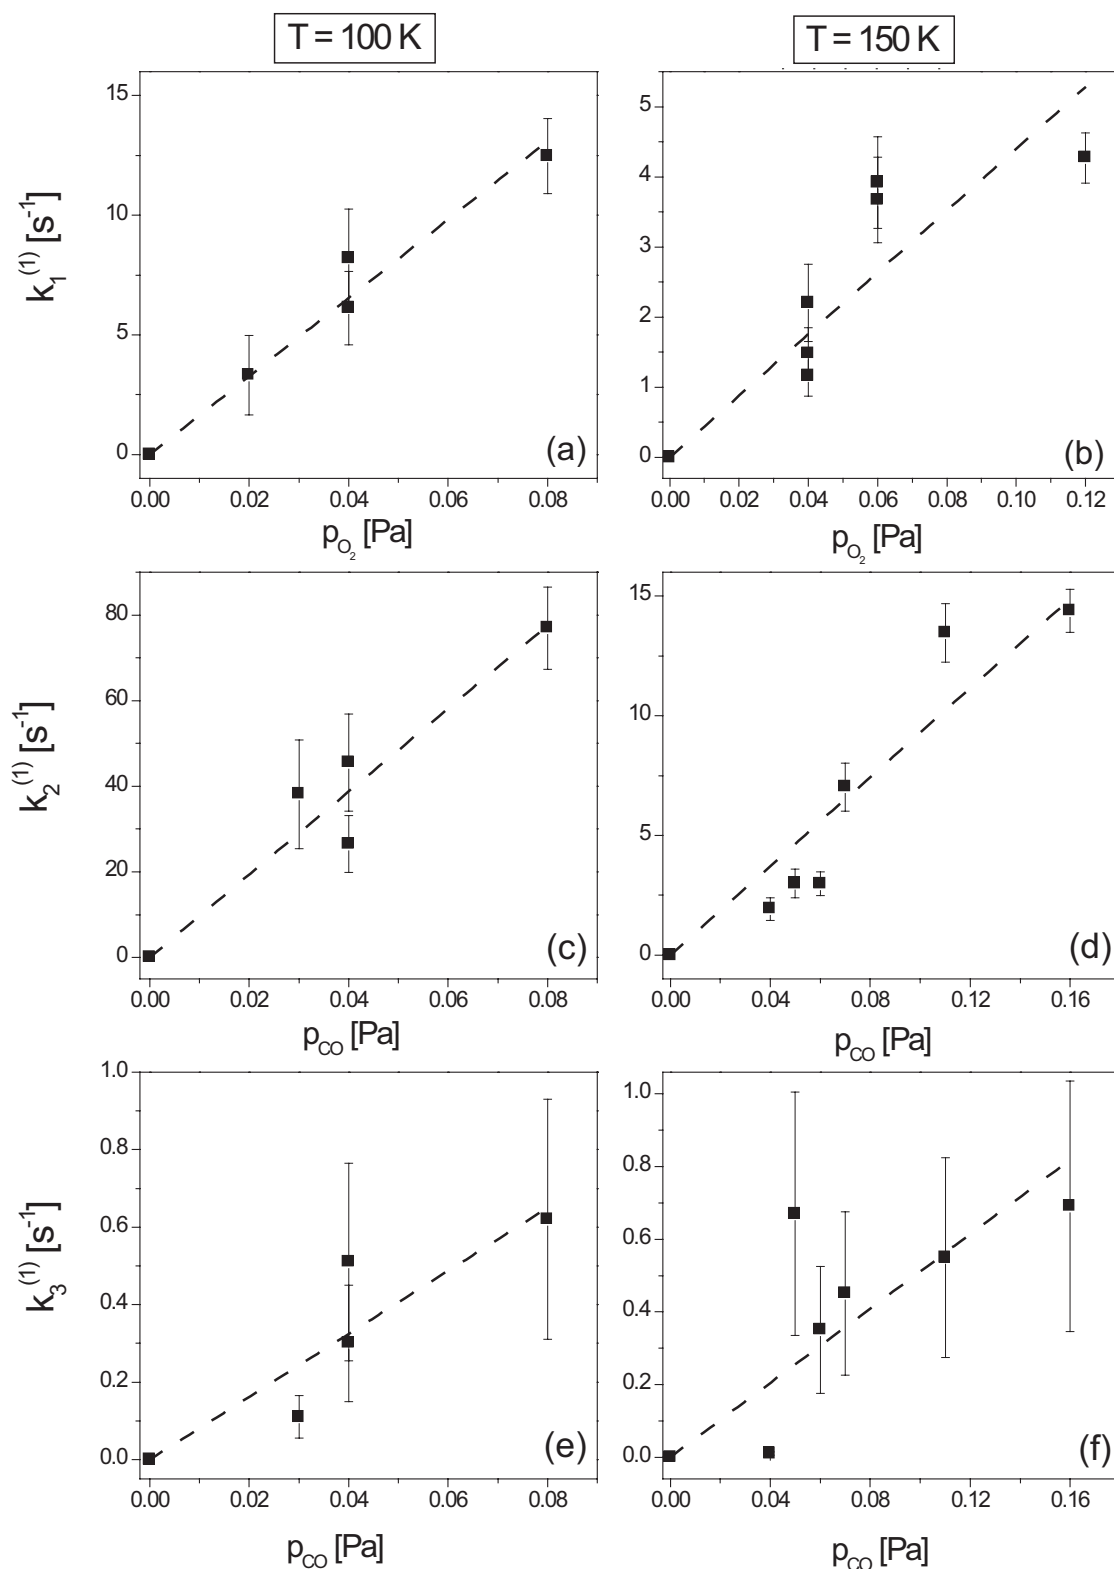 T = 100 K
T = 150 K
k₁⁽¹⁾ [s⁻¹]
15
10
5
0
(a)
0.00 0.02 0.04 0.06 0.08
p_O₂ [Pa]
5
4
3
2
1
0
(b)
0.00 0.02 0.04 0.06 0.08 0.10 0.12
p_O₂ [Pa]
k₂⁽¹⁾ [s⁻¹]
80
60
40
20
0
(c)
0.00 0.02 0.04 0.06 0.08
p_CO [Pa]
15
10
5
0
(d)
0.00 0.04 0.08 0.12 0.16
p_CO [Pa]
k₃⁽¹⁾ [s⁻¹]
1.0
0.8
0.6
0.4
0.2
0.0
(e)
0.00 0.02 0.04 0.06 0.08
p_CO [Pa]
1.0
0.8
0.6
0.4
0.2
0.0
(f)
0.00 0.04 0.08 0.12 0.16
p_CO [Pa]